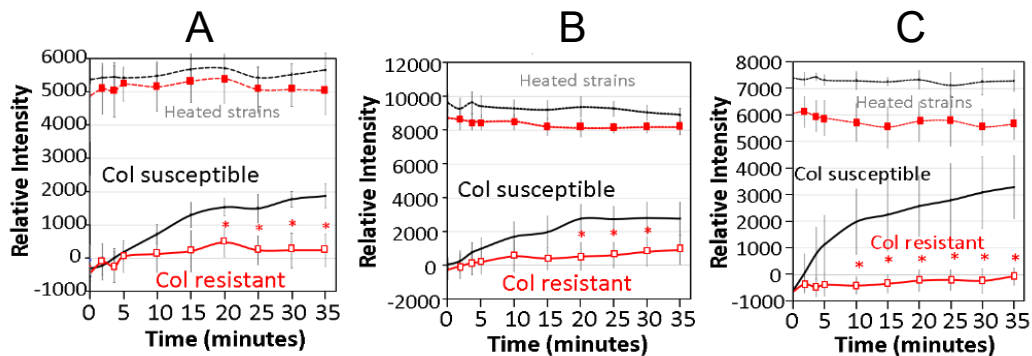 A
Relative Intensity
6000
5000
4000
3000
2000
1000
0
-1000
Heated strains
Col susceptible
*
*
*
*
Col resistant
0 5 10 15 20 25 30 35
Time (minutes)
B
Relative Intensity
12000
10000
8000
6000
4000
2000
0
-2000
Heated strains
Col susceptible
* * *
Col resistant
0 5 10 15 20 25 30 35
Time (minutes)
C
Relative Intensity
8000
7000
6000
5000
4000
3000
2000
1000
0
-1000
Heated strains
Col susceptible
Col resistant
* * * * * *
0 5 10 15 20 25 30 35
Time (minutes)